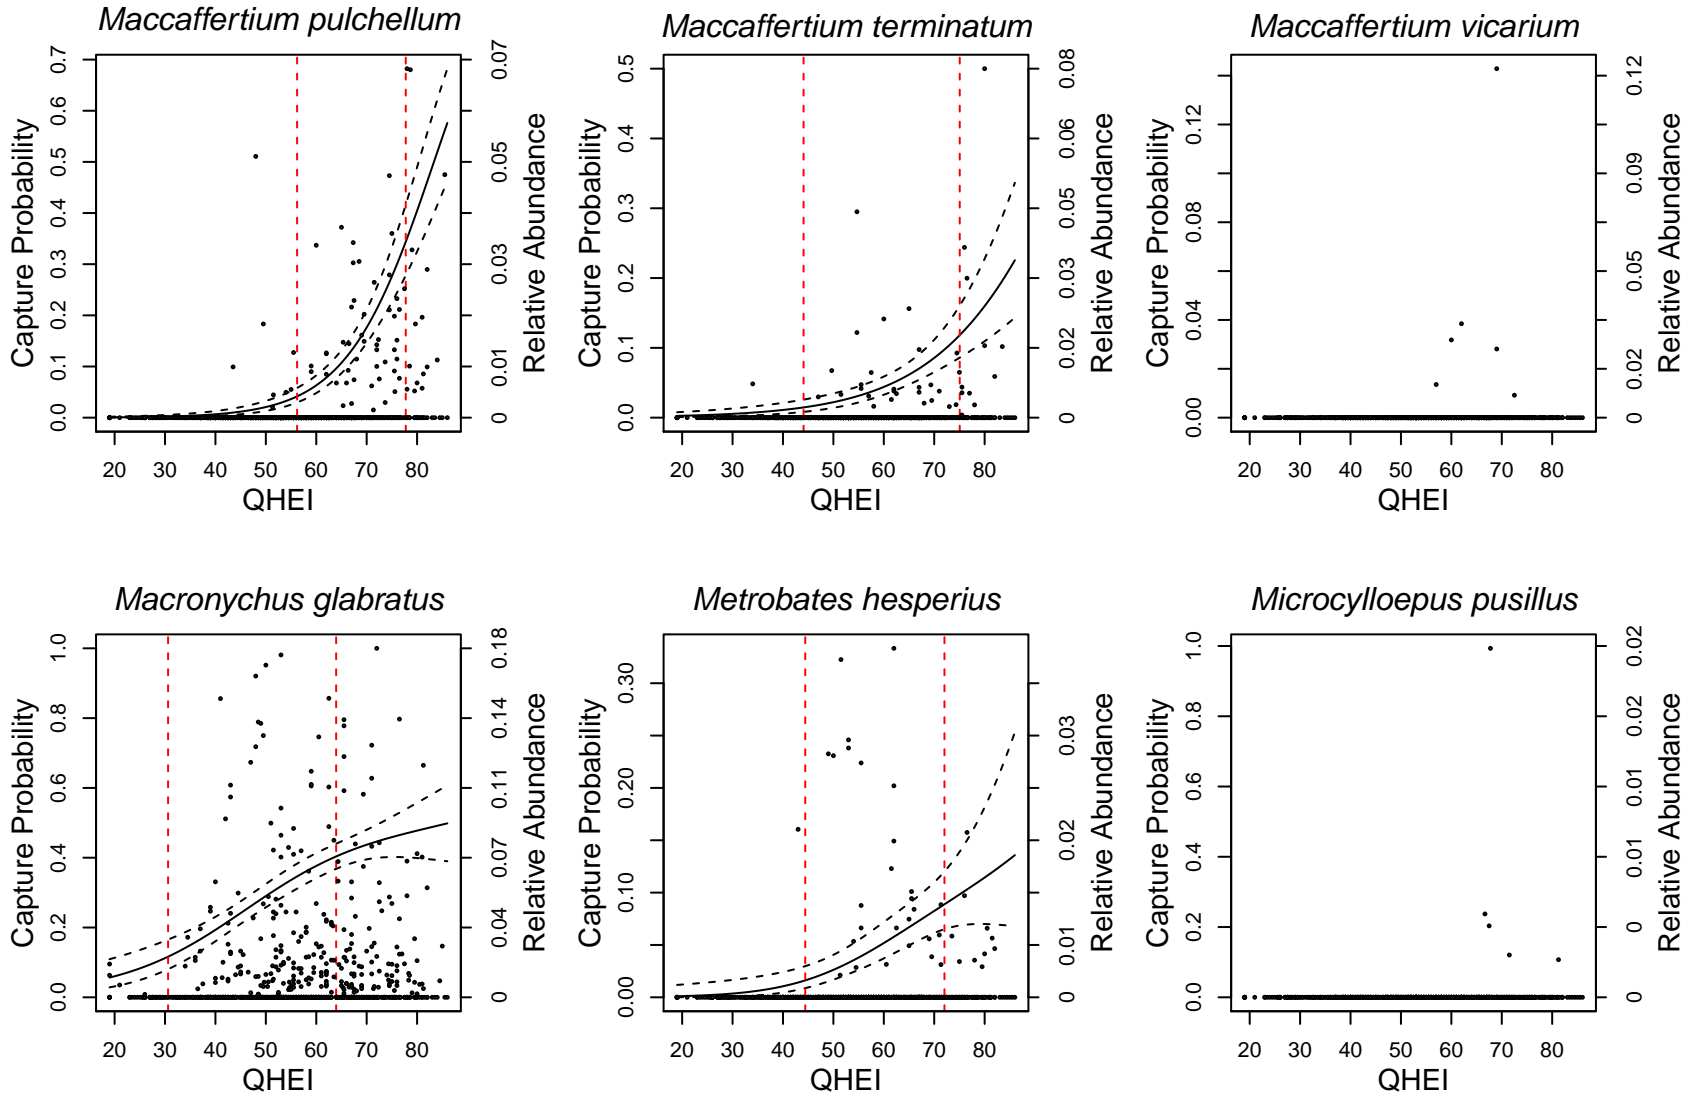 Maccaffertium pulchellum
Capture Probability
0.0 0.1 0.2 0.3 0.4 0.5 0.6 0.7
Relative Abundance
0 0.01 0.03 0.05 0.07
20 30 40 50 60 70 80
QHEI
Maccaffertium terminatum
Capture Probability
0.0 0.1 0.2 0.3 0.4 0.5
Relative Abundance
0 0.02 0.03 0.05 0.06 0.08
20 30 40 50 60 70 80
QHEI
Maccaffertium vicarium
Capture Probability
0.00 0.04 0.08 0.12
Relative Abundance
0 0.02 0.05 0.09 0.12
20 30 40 50 60 70 80
QHEI
Macronychus glabratus
Capture Probability
0.0 0.2 0.4 0.6 0.8 1.0
Relative Abundance
0 0.04 0.07 0.11 0.14 0.18
20 30 40 50 60 70 80
QHEI
Metrobates hesperius
Capture Probability
0.00 0.10 0.20 0.30
Relative Abundance
0 0.01 0.02 0.03
20 30 40 50 60 70 80
QHEI
Microcylloepus pusillus
Capture Probability
0.0 0.2 0.4 0.6 0.8 1.0
Relative Abundance
0 0 0.01 0.01 0.02 0.02
20 30 40 50 60 70 80
QHEI